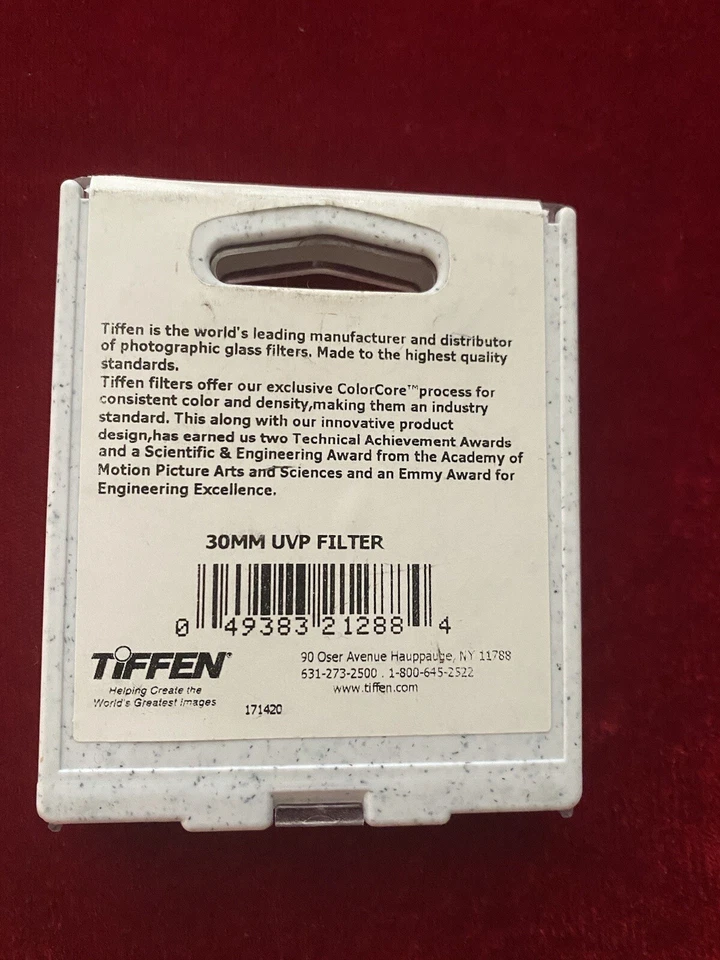 Tiffen is the world's leading manufacturer and distributor
of photographic glass filters. Made to the highest quality
standards.
Tiffen filters offer our exclusive ColorCore™process for
consistent color and density,making them an industry
standard. This along with our innovative product
design,has earned us two Technical Achievement Awards
and a Scientific & Engineering Award from the Academy of
Motion Picture Arts and Sciences and an Emmy Award for
Engineering Excellence.
30MM UVP FILTER
0 49383 21288 4
TiFFEN®
Helping Create the
World's Greatest Images
90 Oser Avenue Hauppauge, NY 11788
631-273-2500 . 1-800-645-2522
www.tiffen.com
171420